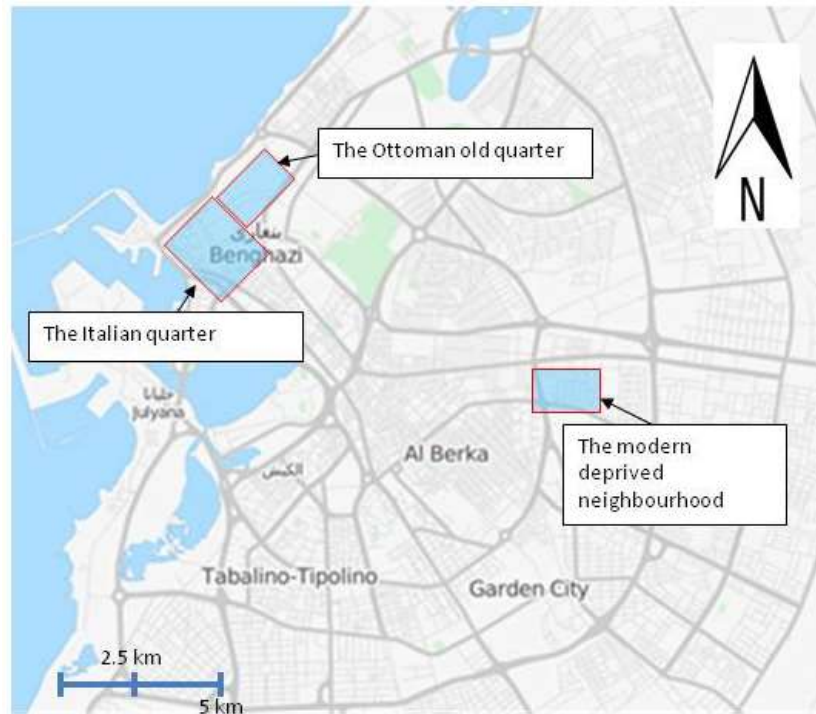 The Ottoman old quarter
N
بنغازي
Benghazi
The Italian quarter
جليانا
Julyana
The modern
deprived
neighbourhood
Al Berka
الكيش
Tabalino-Tipolino
Garden City
2.5 km
5 km